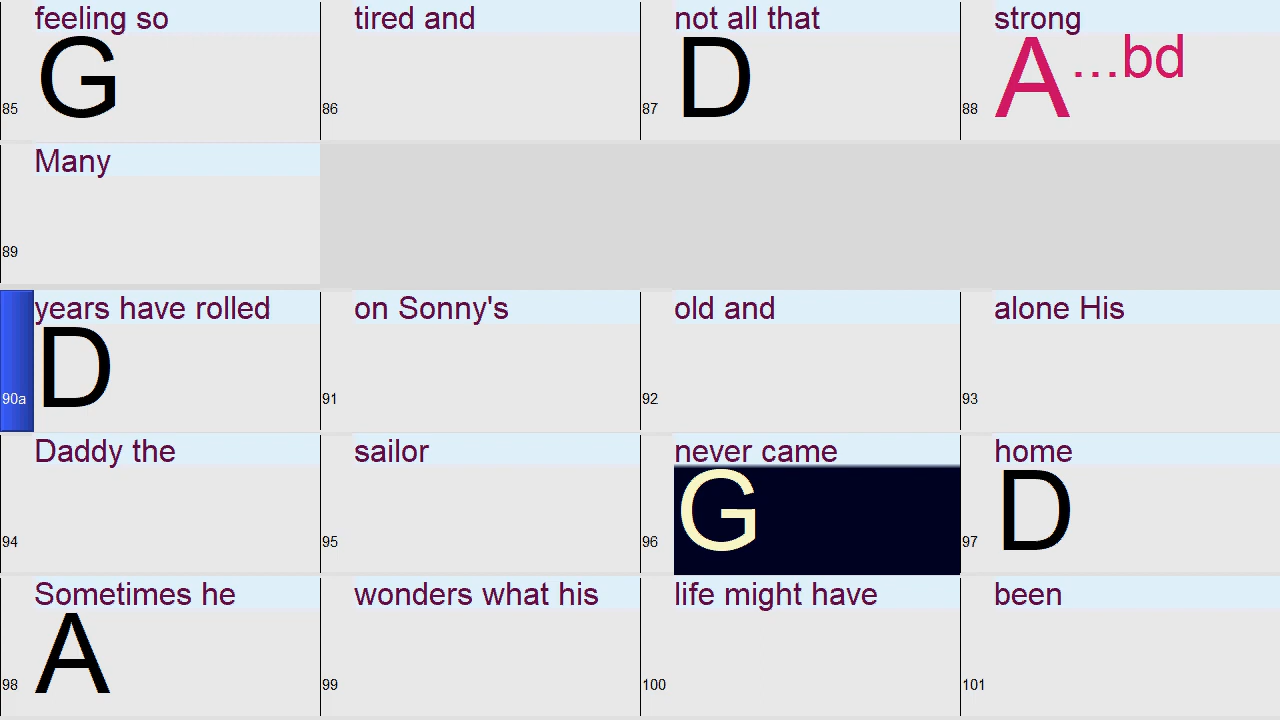 feeling so tired and not all that strong
85 G 86 87 D 88 A...bd
Many
89
years have rolled on Sonny's old and alone His
90a D 91 92 93
Daddy the sailor never came home
94 95 96 G 97 D
Sometimes he wonders what his life might have been
98 A 99 100 101